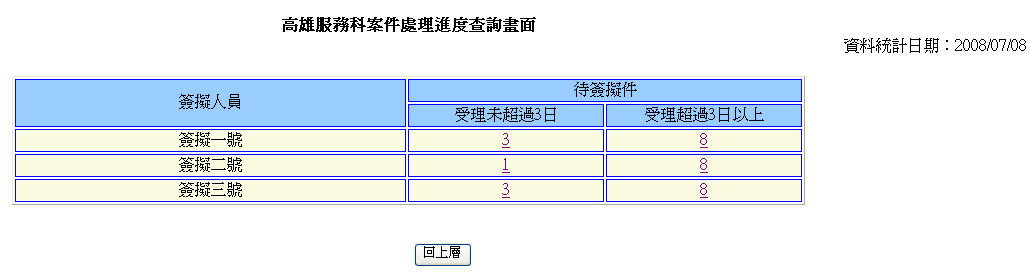 高雄服務科案件處理進度查詢畫面
資料統計日期：2008/07/08
簽擬人員 待簽擬件
受理未超過3日 受理超過3日以上
簽擬一號 3 8
簽擬二號 1 8
簽擬三號 3 8
回上層